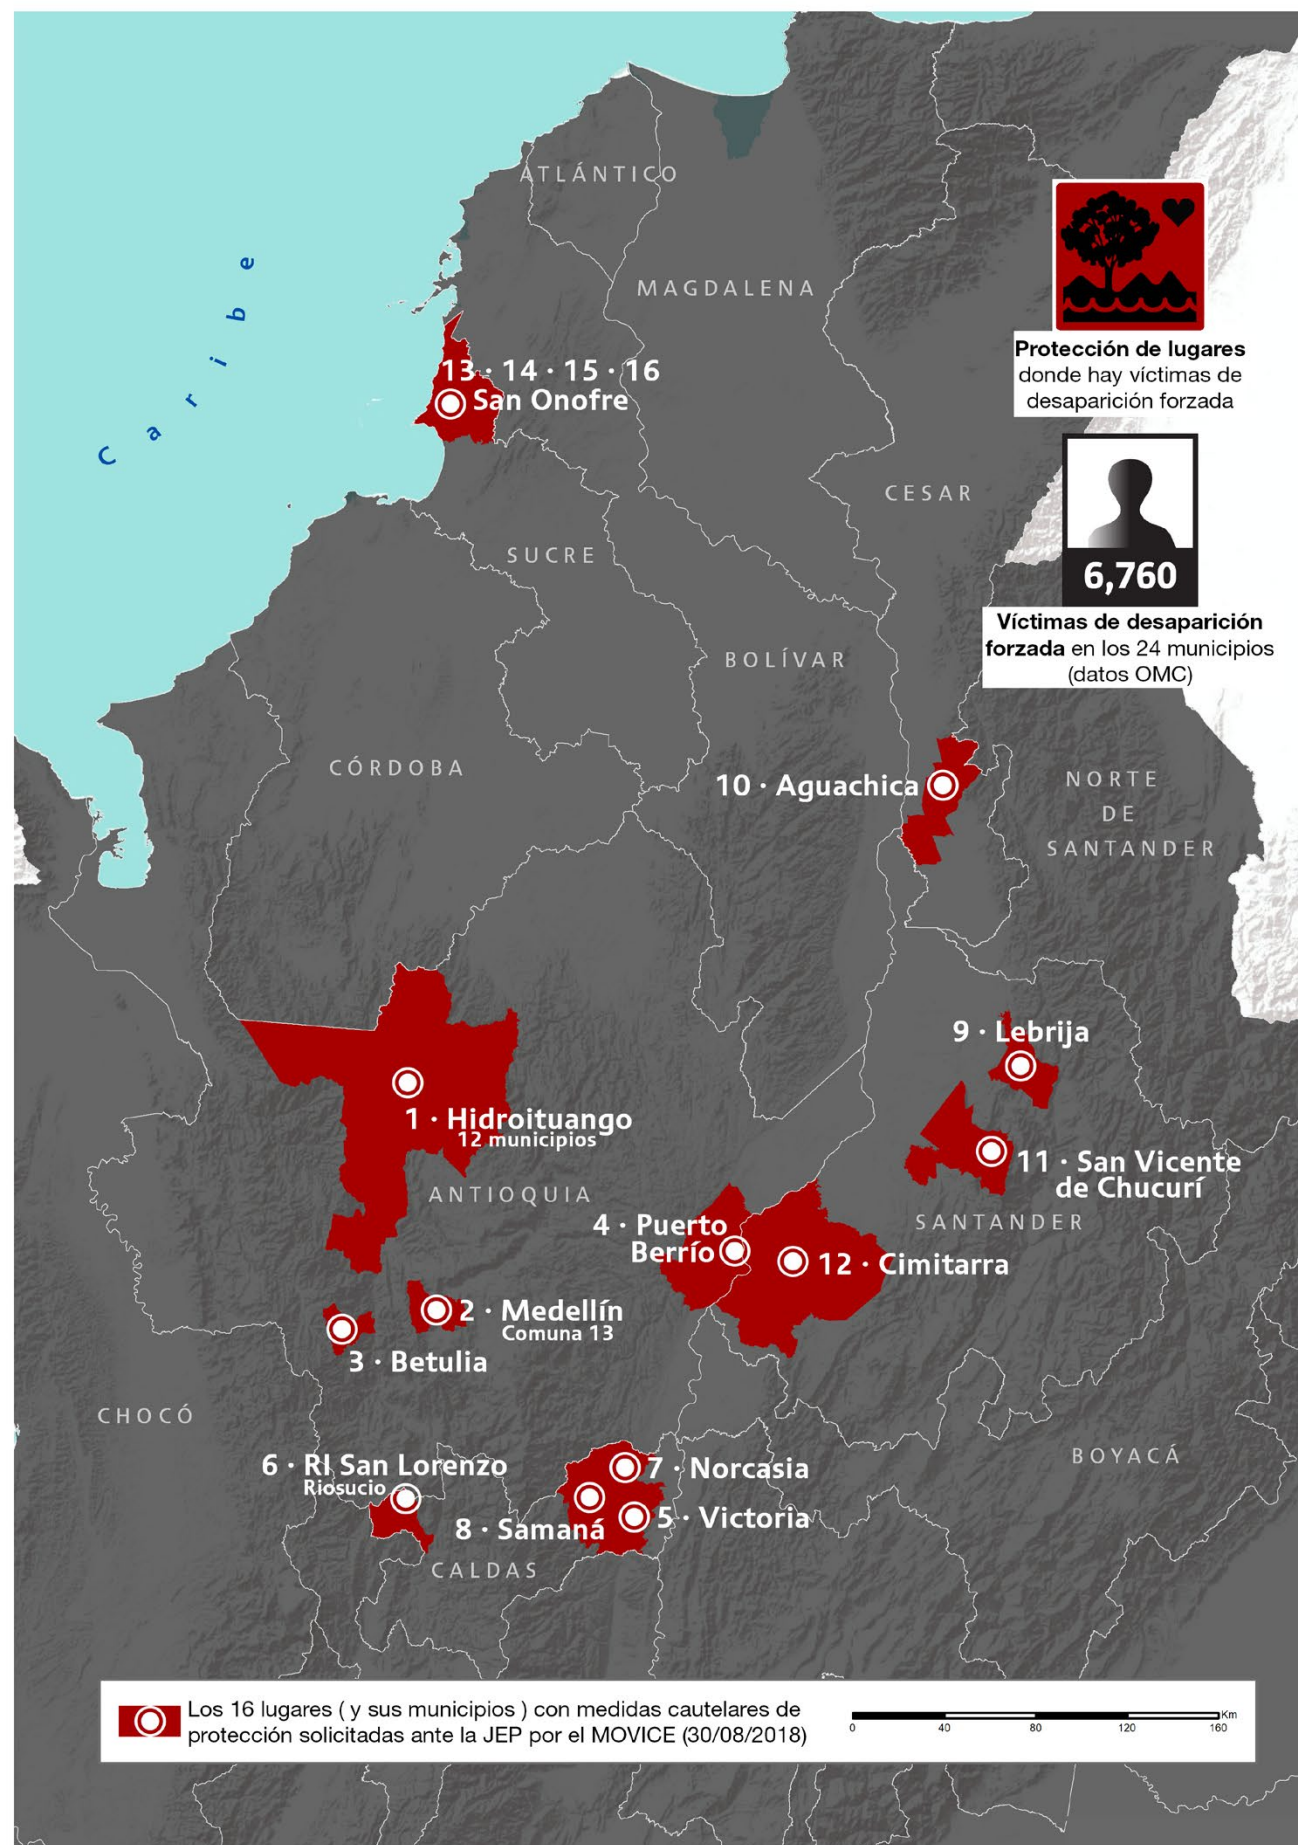 ATLÁNTICO
MAGDALENA
Caribe
13 · 14 · 15 · 16
San Onofre
Protección de lugares
donde hay víctimas de
desaparición forzada
CESAR
6,760
Víctimas de desaparición
forzada en los 24 municipios
(datos OMC)
SUCRE
BOLÍVAR
CÓRDOBA
10 · Aguachica
NORTE
DE
SANTANDER
9 · Lebrija
1 · Hidroituango
12 municipios
11 · San Vicente
de Chucurí
ANTIOQUIA
SANTANDER
4 · Puerto
Berrío
12 · Cimitarra
2 · Medellín
Comuna 13
3 · Betulia
CHOCÓ
BOYACÁ
6 · RI San Lorenzo
Riosucio
7 · Norcasia
8 · Samaná
5 · Victoria
CALDAS
Los 16 lugares ( y sus municipios ) con medidas cautelares de
protección solicitadas ante la JEP por el MOVICE (30/08/2018)
Km
0 40 80 120 160